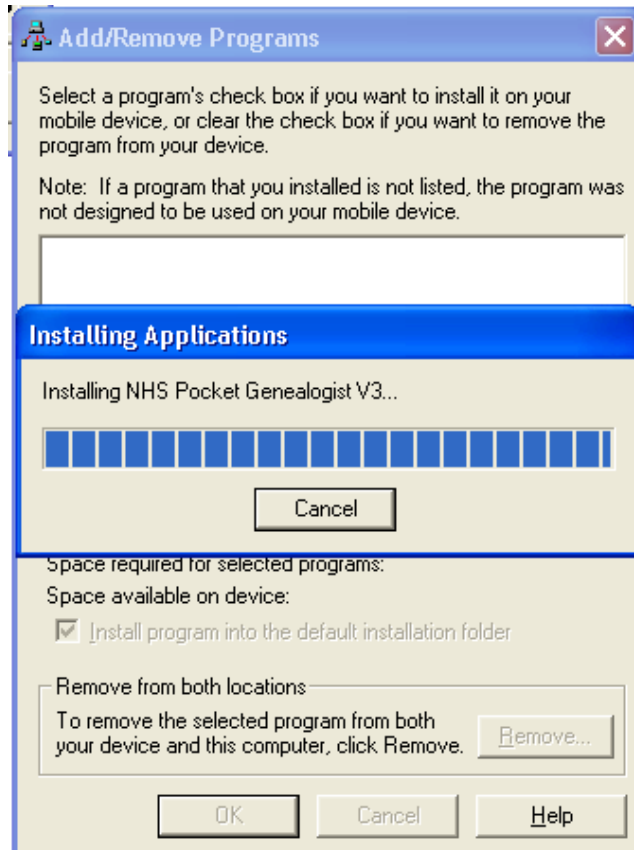 Add/Remove Programs
Select a program's check box if you want to install it on your
mobile device, or clear the check box if you want to remove the
program from your device.
Note: If a program that you installed is not listed, the program was
not designed to be used on your mobile device.
Installing Applications
Installing NHS Pocket Genealogist V3...
Cancel
Space required for selected programs:
Space available on device:
Install program into the default installation folder
Remove from both locations
To remove the selected program from both
your device and this computer, click Remove.
Remove...
OK
Cancel
Help